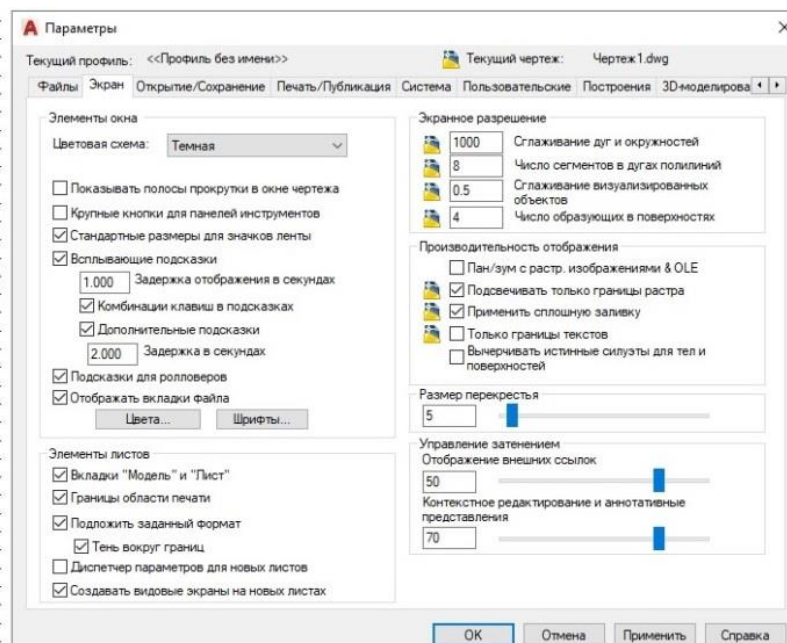 Параметры
Текущий профиль: <<Профиль без имени>> Текущий чертеж: Чертеж1.dwg
Файлы Экран Открытие/Сохранение Печать/Публикация Система Пользовательские Построения 3D-моделирова
Элементы окна
Цветовая схема: Темная
Показывать полосы прокрутки в окне чертежа
Крупные кнопки для панелей инструментов
Стандартные размеры для значков ленты
Всплывающие подсказки
1.000 Задержка отображения в секундах
Комбинации клавиш в подсказках
Дополнительные подсказки
2.000 Задержка в секундах
Подсказки для ролловеров
Отображать вкладки файла
Цвета... Шрифты...
Элементы листов
Вкладки "Модель" и "Лист"
Границы области печати
Подложить заданный формат
Тень вокруг границ
Диспетчер параметров для новых листов
Создавать видовые экраны на новых листах
Экранное разрешение
1000 Сглаживание дуг и окружностей
8 Число сегментов в дугах полилиний
0.5 Сглаживание визуализированных
объектов
4 Число образующих в поверхностях
Производительность отображения
Пан/зум с растр. изображениями & OLE
Подсвечивать только границы растра
Применить сплошную заливку
Только границы текстов
Вычерчивать истинные силуэты для тел и
поверхностей
Размер перекрестья
5
Управление затенением
Отображение внешних ссылок
50
Контекстное редактирование и аннотативные
представления
70
ОК Отмена Применить Справка